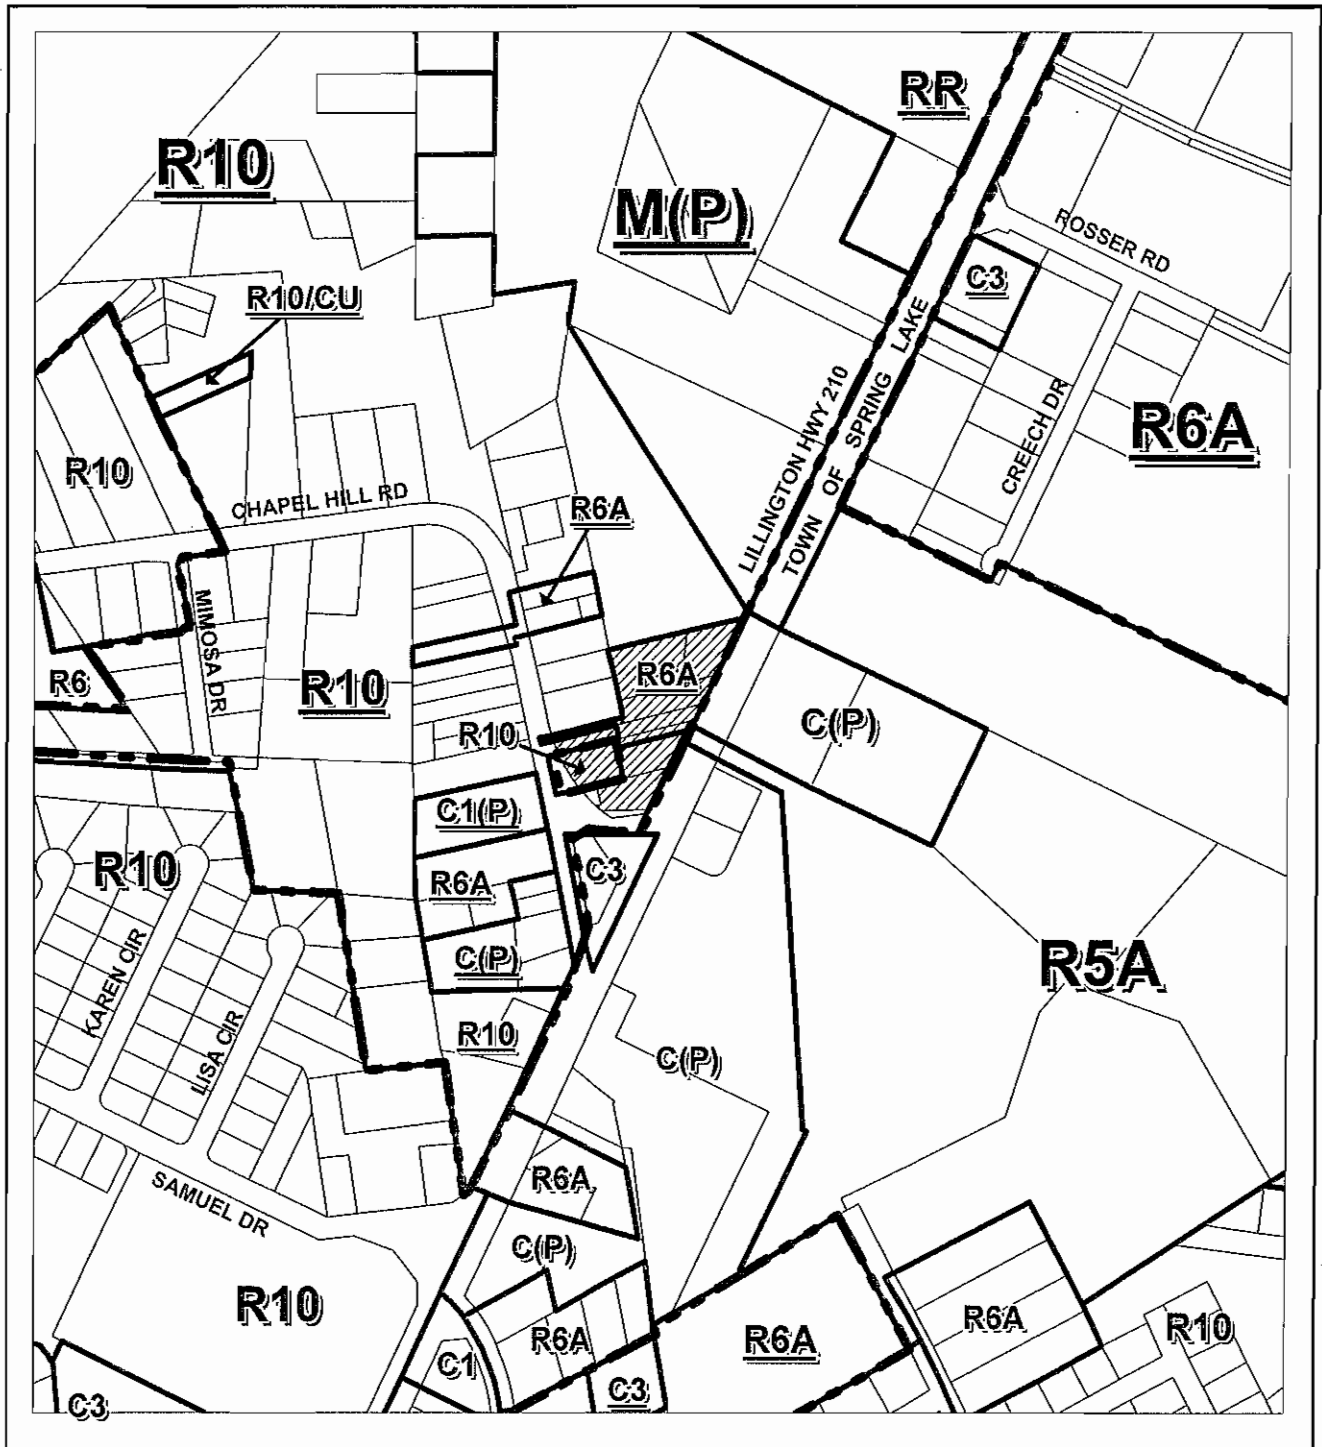 RR
R10
M(P)
ROSSER RD
C3
R10/CU
LILLINGTON HWY 210
TOWN OF SPRING LAKE
CREECH DR
R6A
R10
CHAPEL HILL RD
R6A
MIMOSA DR
R6
R10
R6A
R10
C(P)
C1(P)
R10
R6A
C3
KAREN CIR
LISA CIR
C(P)
R5A
R10
C(P)
SAMUEL DR
R6A
C(P)
R10
C1
R6A
R6A
R6A
R10
C3
C3